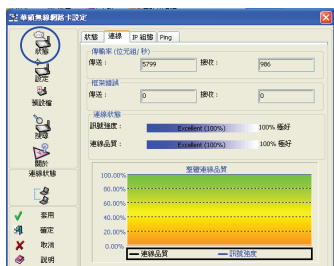 華碩無線網路卡設定
狀態
設定
預設檔
搜尋
關於
連線狀態
套用
確定
取消
說明
狀態 連線 IP 組態 Ping
傳輸率 (位元組/ 秒)
傳送： 5799 接收： 986
框架錯誤
傳送： 0 接收： 0
連線狀態
訊號強度： Excellent (100%) 100% 極好
連線品質： Excellent (100%) 100% 極好
整體連線品質
100.00%
80.00%
60.00%
40.00%
20.00%
0.00%
連線品質 訊號強度